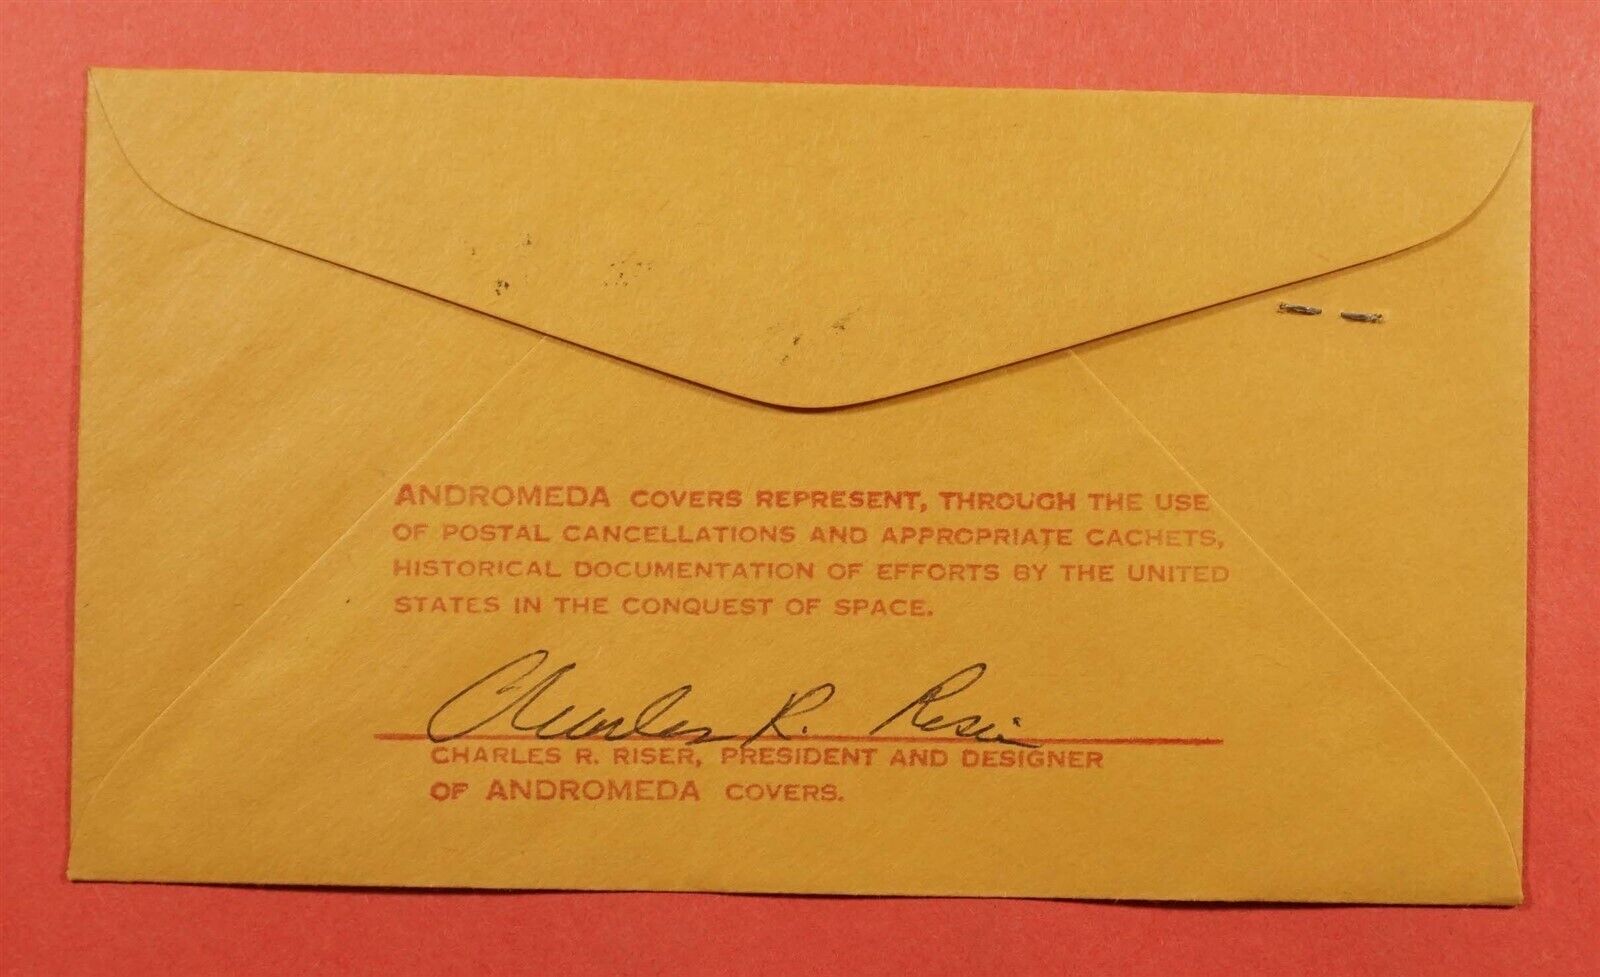 ANDROMEDA COVERS REPRESENT, THROUGH THE USE
OF POSTAL CANCELLATIONS AND APPROPRIATE CACHETS,
HISTORICAL DOCUMENTATION OF EFFORTS BY THE UNITED
STATES IN THE CONQUEST OF SPACE.
Charles R. Riser
CHARLES R. RISER, PRESIDENT AND DESIGNER
OF ANDROMEDA COVERS.